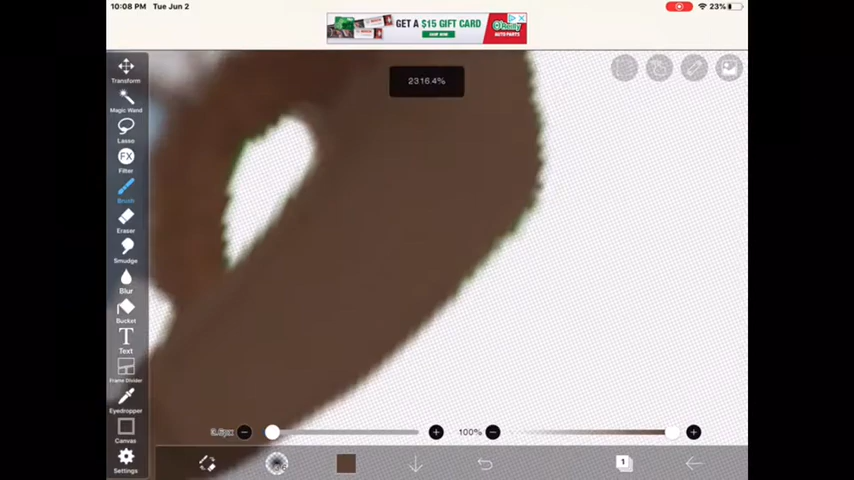 10:08 PM Tue Jun 2
23%
GET A $15 GIFT CARD
SHOP NOW
O'Reilly
AUTO PARTS
2316.4%
Transform
Magic Wand
Lasso
FX
Filter
Brush
Eraser
Smudge
Blur
Bucket
T
Text
Frame Divider
Eyedropper
Canvas
Settings
100%
1